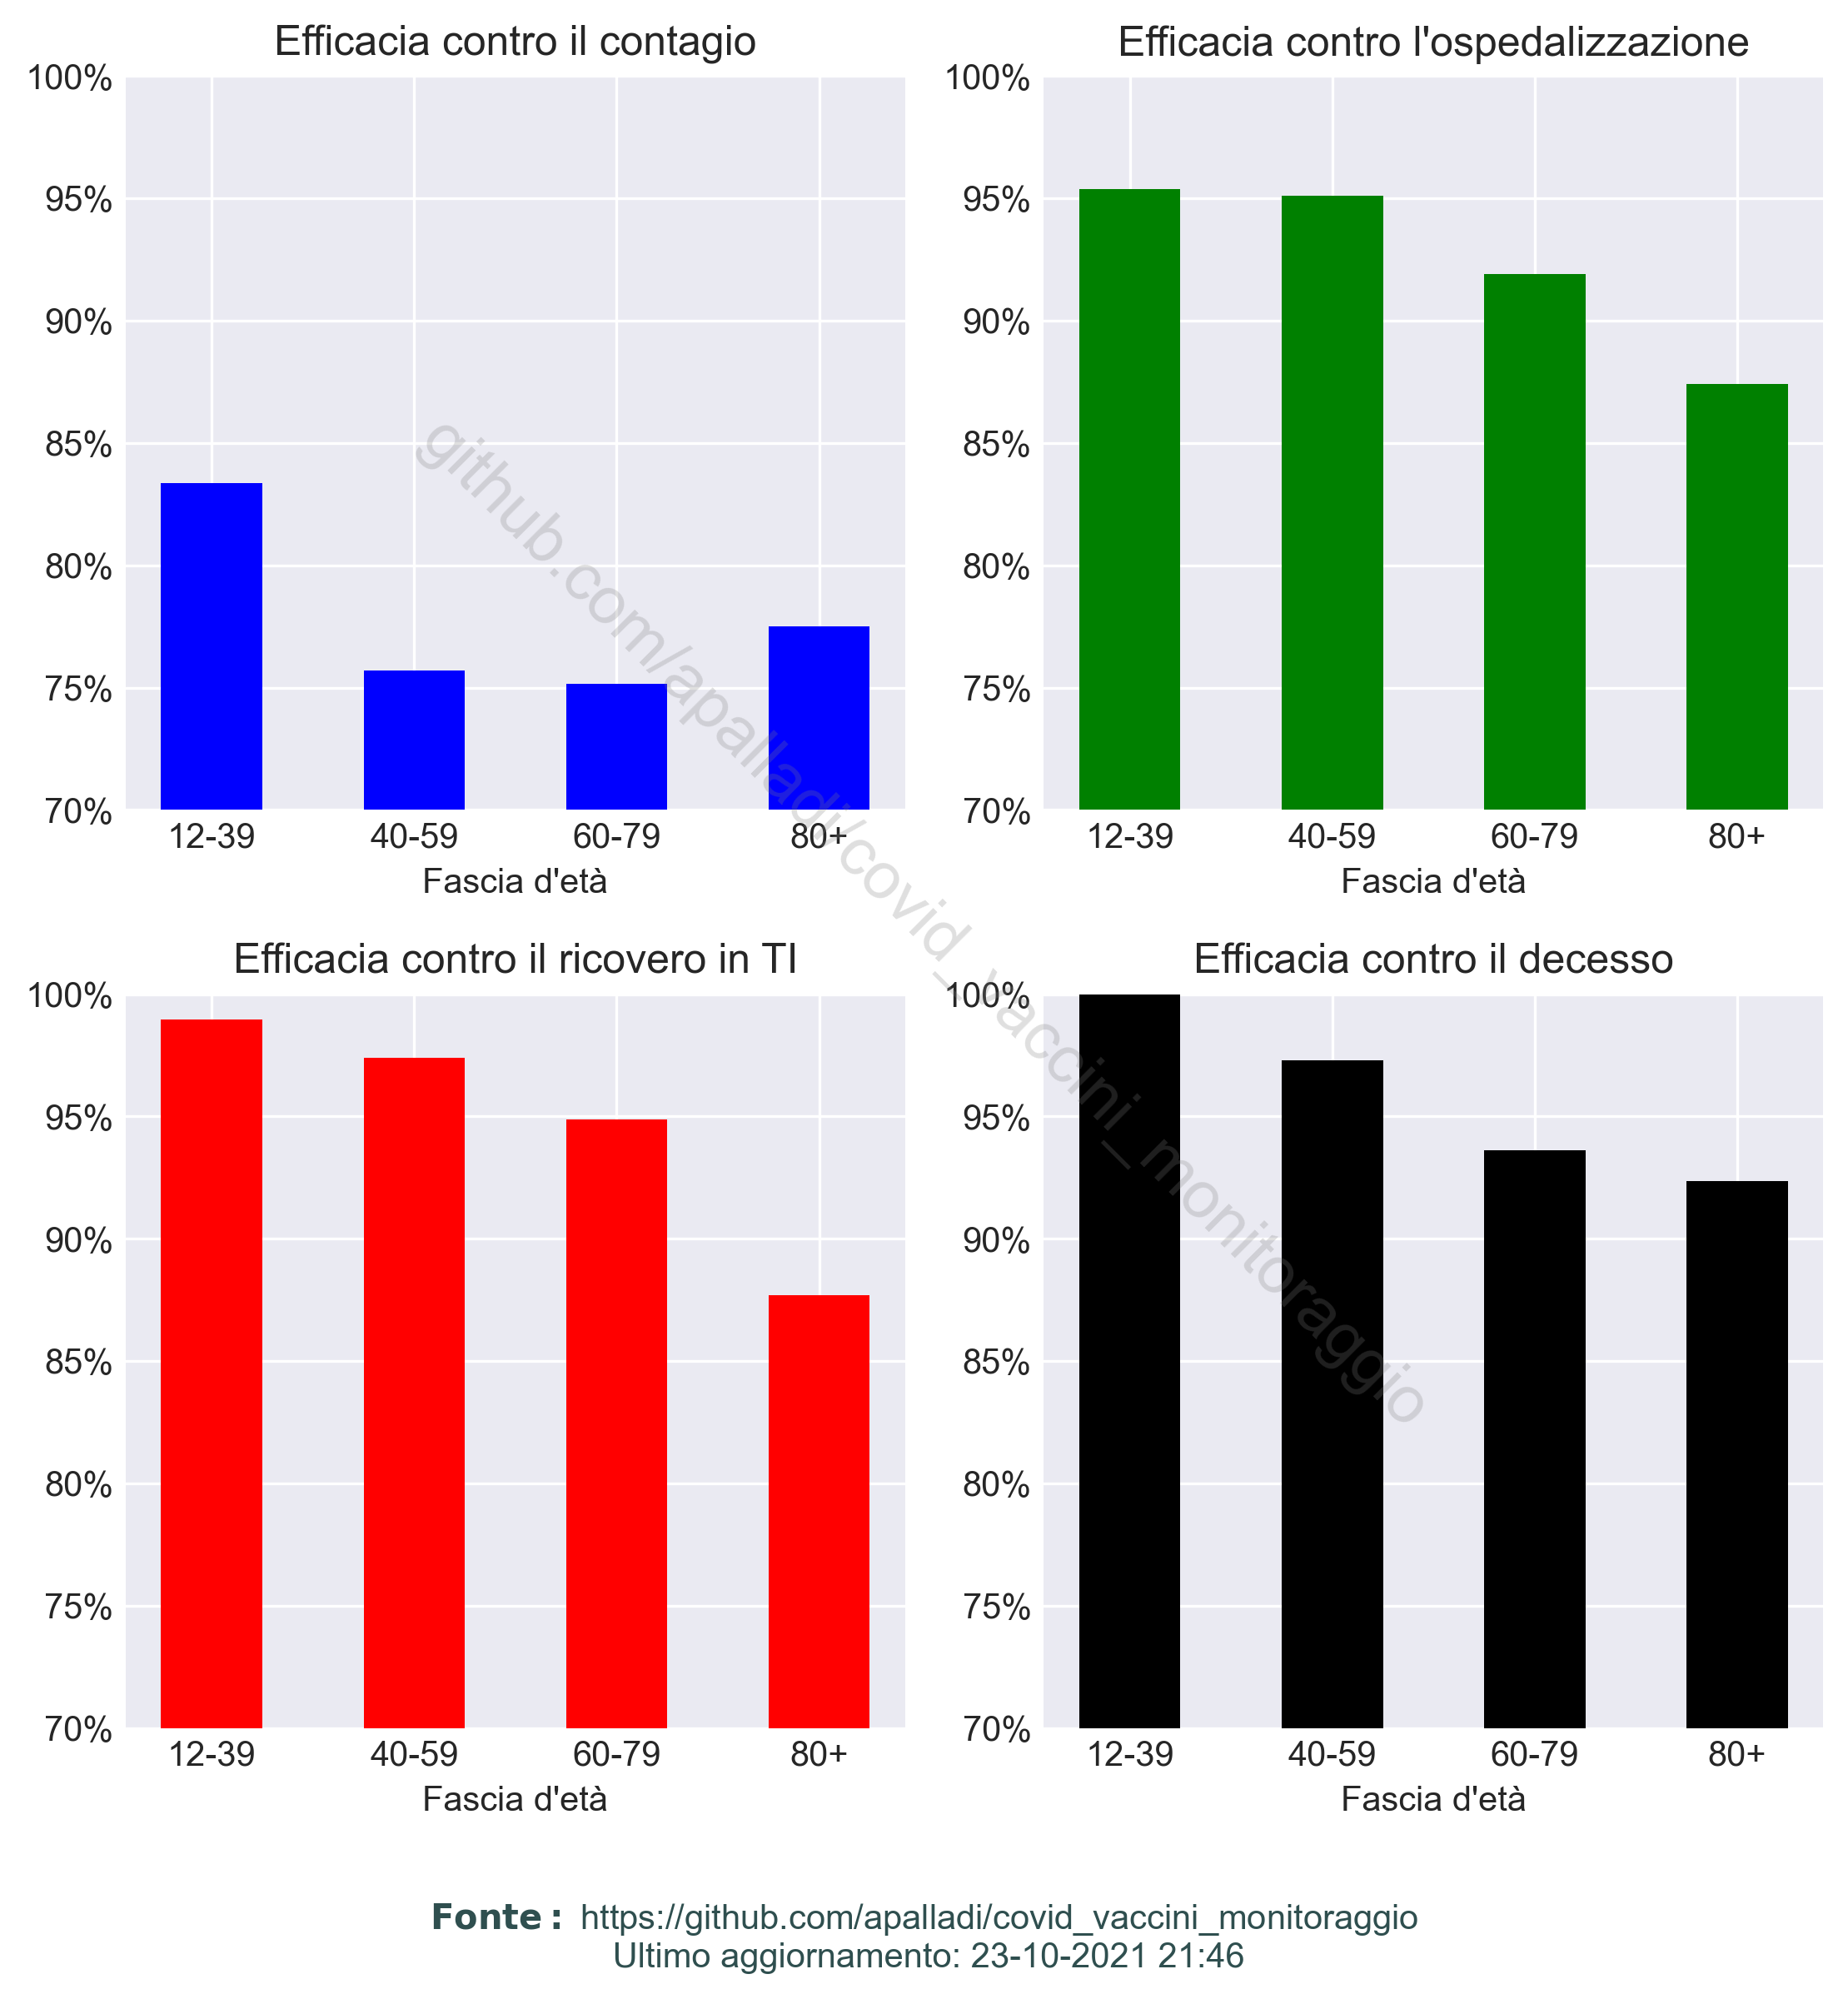 Efficacia contro il contagio
100%
95%
90%
85%
80%
75%
70%
12-39 40-59 60-79 80+
Fascia d'età
Efficacia contro l'ospedalizzazione
100%
95%
90%
85%
80%
75%
70%
12-39 40-59 60-79 80+
Fascia d'età
Efficacia contro il ricovero in TI
100%
95%
90%
85%
80%
75%
70%
12-39 40-59 60-79 80+
Fascia d'età
Efficacia contro il decesso
100%
95%
90%
85%
80%
75%
70%
12-39 40-59 60-79 80+
Fascia d'età
github.com/apalladi/covid_vaccini_monitoraggio
Fonte: https://github.com/apalladi/covid_vaccini_monitoraggio
Ultimo aggiornamento: 23-10-2021 21:46